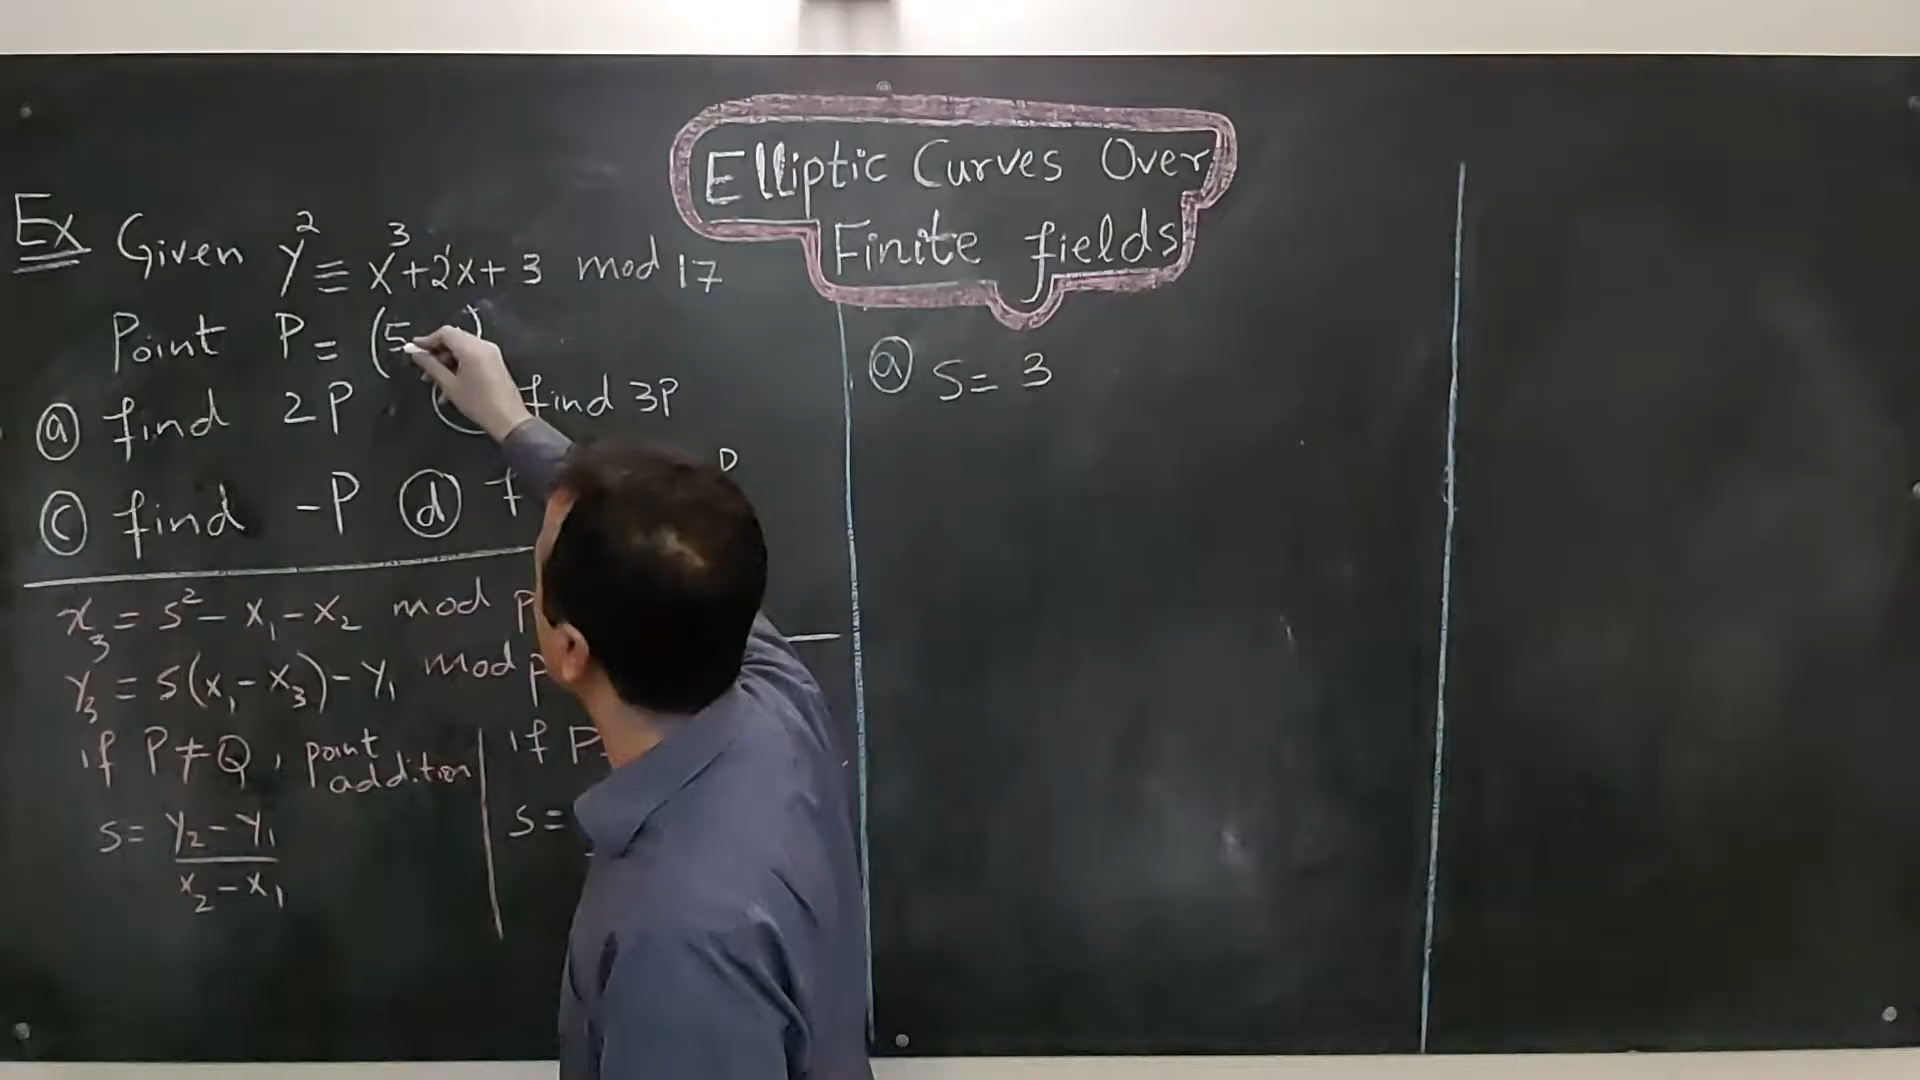 Elliptic Curves Over
Finite fields
Ex Given y² ≡ x³+2x+3 mod 17
Point P = (5
ⓐ find 2P find 3P
ⓒ find -P ⓓ f P
x₃ = s² - x₁ - x₂ mod p
y₃ = s(x₁ - x₃) - y₁ mod p
if P ≠ Q, point addition
s = y₂ - y₁
x₂ - x₁
if P
s =
ⓐ S = 3